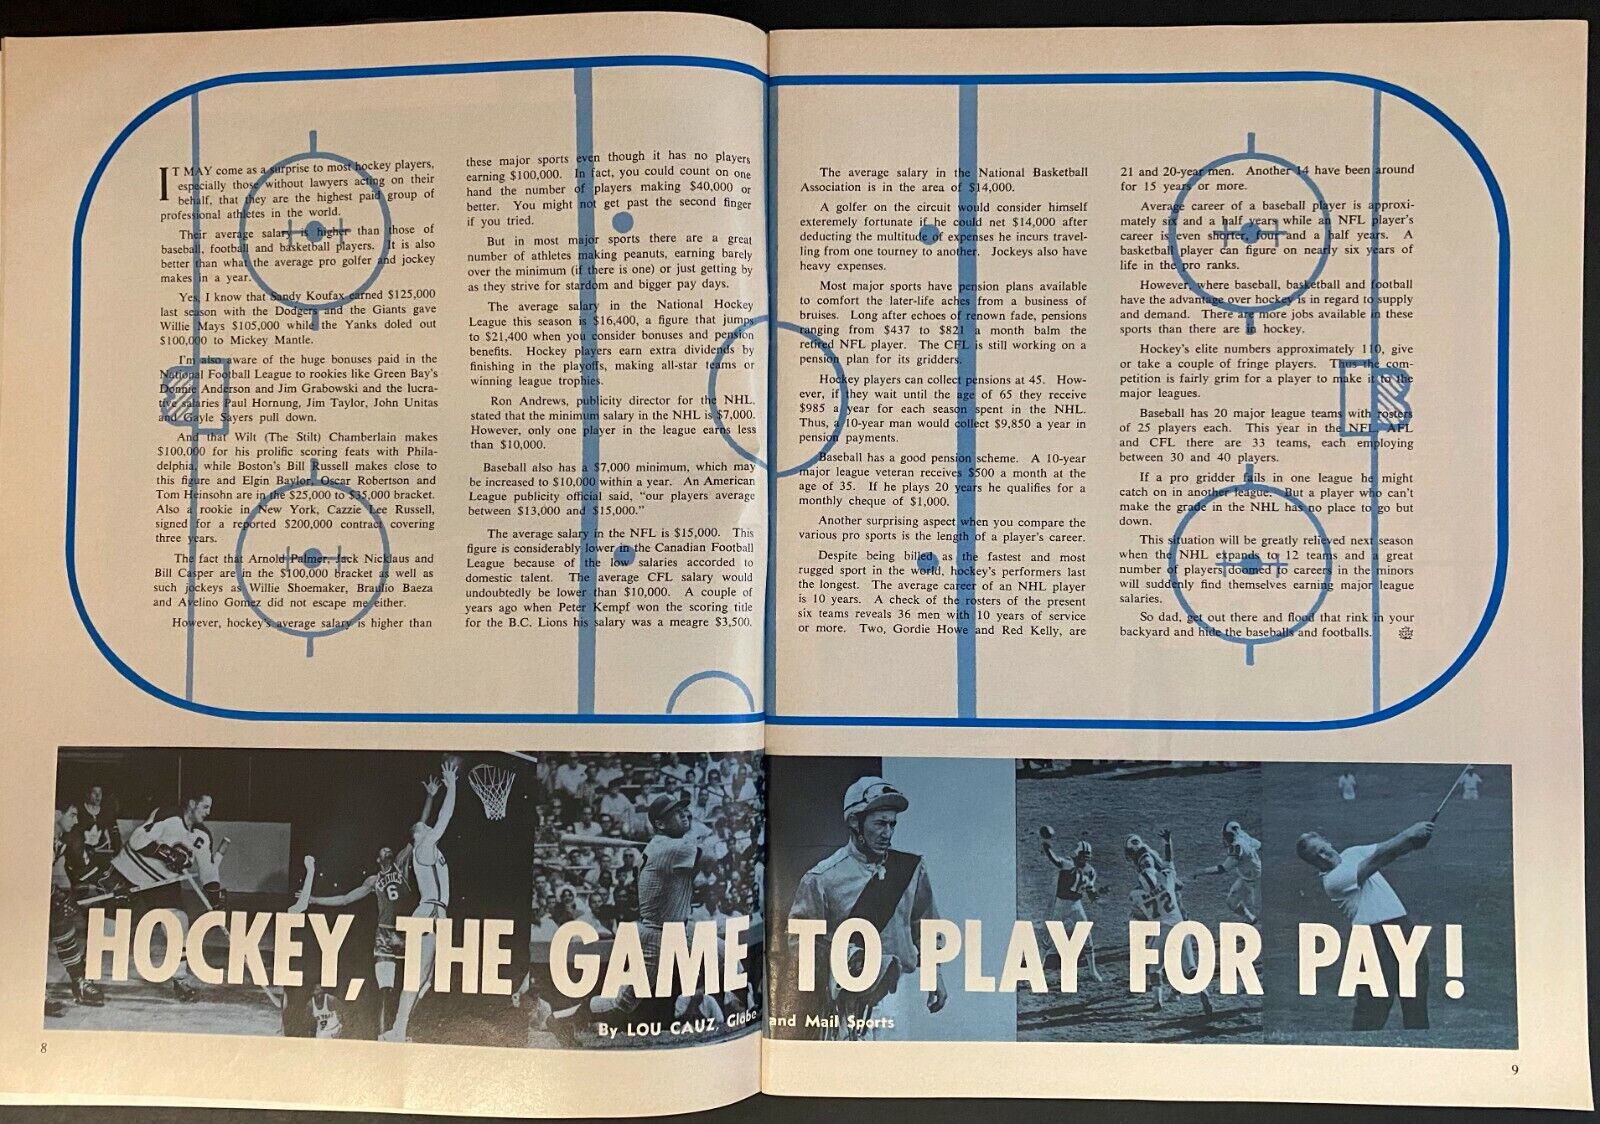 IT MAY come as a surprise to most hockey players,
especially those without lawyers acting on their
behalf, that they are the highest paid group of
professional athletes in the world.
Their average salary is higher than those of
baseball, football and basketball players. It is also
better than what the average pro golfer and jockey
makes in a year.
Yes, I know that Sandy Koufax earned $125,000
last season with the Dodgers and the Giants gave
Willie Mays $105,000 while the Yanks doled out
$100,000 to Mickey Mantle.
I'm also aware of the huge bonuses paid in the
National Football League to rookies like Green Bay's
Donnie Anderson and Jim Grabowski and the lucra-
tive salaries Paul Hornung, Jim Taylor, John Unitas
and Gayle Sayers pull down.
And that Wilt (The Stilt) Chamberlain makes
$100,000 for his prolific scoring feats with Phila-
delphia, while Boston's Bill Russell makes close to
this figure and Elgin Baylor, Oscar Robertson and
Tom Heinsohn are in the $25,000 to $35,000 bracket.
Also a rookie in New York, Cazzie Lee Russell,
signed for a reported $200,000 contract covering
three years.
The fact that Arnold Palmer Jack Nicklaus and
Bill Casper are in the $100,000 bracket as well as
such jockeys as Willie Shoemaker, Braulio Baeza
and Avelino Gomez did not escape me either.
However, hockey's average salary is higher than
these major sports even though it has no players
earning $100,000. In fact, you could count on one
hand the number of players making $40,000 or
better. You might not get past the second finger
if you tried.
But in most major sports there are a great
number of athletes making peanuts, earning barely
over the minimum (if there is one) or just getting by
as they strive for stardom and bigger pay days.
The average salary in the National Hockey
League this season is $16,400, a figure that jumps
to $21,400 when you consider bonuses and pension
benefits. Hockey players earn extra dividends by
finishing in the playoffs, making all-star teams or
winning league trophies.
Ron Andrews, publicity director for the NHL,
stated that the minimum salary in the NHL is $7,000.
However, only one player in the league earns less
than $10,000.
Baseball also has a $7,000 minimum, which may
be increased to $10,000 within a year. An American
League publicity official said, "our players average
between $13,000 and $15,000."
The average salary in the NFL is $15,000. This
figure is considerably lower in the Canadian Football
League because of the low salaries accorded to
domestic talent. The average CFL salary would
undoubtedly be lower than $10,000. A couple of
years ago when Peter Kempf won the scoring title
for the B.C. Lions his salary was a meagre $3,500.
The average salary in the National Basketball
Association is in the area of $14,000.
A golfer on the circuit would consider himself
exteremely fortunate if he could net $14,000 after
deducting the multitude of expenses he incurs travel-
ling from one tourney to another. Jockeys also have
heavy expenses.
Most major sports have pension plans available
to comfort the later-life aches from a business of
bruises. Long after echoes of renown fade, pensions
ranging from $437 to $821 a month balm the
retired NFL player. The CFL is still working on a
pension plan for its gridders.
Hockey players can collect pensions at 45. How-
ever, if they wait until the age of 65 they receive
$985 a year for each season spent in the NHL.
Thus, a 10-year man would collect $9,850 a year in
pension payments.
Baseball has a good pension scheme. A 10-year
major league veteran receives $500 a month at the
age of 35. If he plays 20 years he qualifies for a
monthly cheque of $1,000.
Another surprising aspect when you compare the
various pro sports is the length of a player's career.
Despite being billed as the fastest and most
rugged sport in the world, hockey's performers last
the longest. The average career of an NHL player
is 10 years. A check of the rosters of the present
six teams reveals 36 men with 10 years of service
or more. Two, Gordie Howe and Red Kelly, are
21 and 20-year men. Another 14 have been around
for 15 years or more.
Average career of a baseball player is approxi-
mately six and a half years while an NFL player's
career is even shorter, four and a half years. A
basketball player can figure on nearly six years of
life in the pro ranks.
However, where baseball, basketball and football
have the advantage over hockey is in regard to supply
and demand. There are more jobs available in these
sports than there are in hockey.
Hockey's elite numbers approximately 110, give
or take a couple of fringe players. Thus the com-
petition is fairly grim for a player to make it to the
major leagues.
Baseball has 20 major league teams with rosters
of 25 players each. This year in the NFL, AFL
and CFL there are 33 teams, each employing
between 30 and 40 players.
If a pro gridder fails in one league he might
catch on in another league. But a player who can't
make the grade in the NHL has no place to go but
down.
This situation will be greatly relieved next season
when the NHL expands to 12 teams and a great
number of players doomed to careers in the minors
will suddenly find themselves earning major league
salaries.
So dad, get out there and flood that rink in your
backyard and hide the baseballs and footballs.
C
CELTICS
6
9
14
72
HOCKEY, THE GAME TO PLAY FOR PAY!
By LOU CAUZ, Globe and Mail Sports
8
9